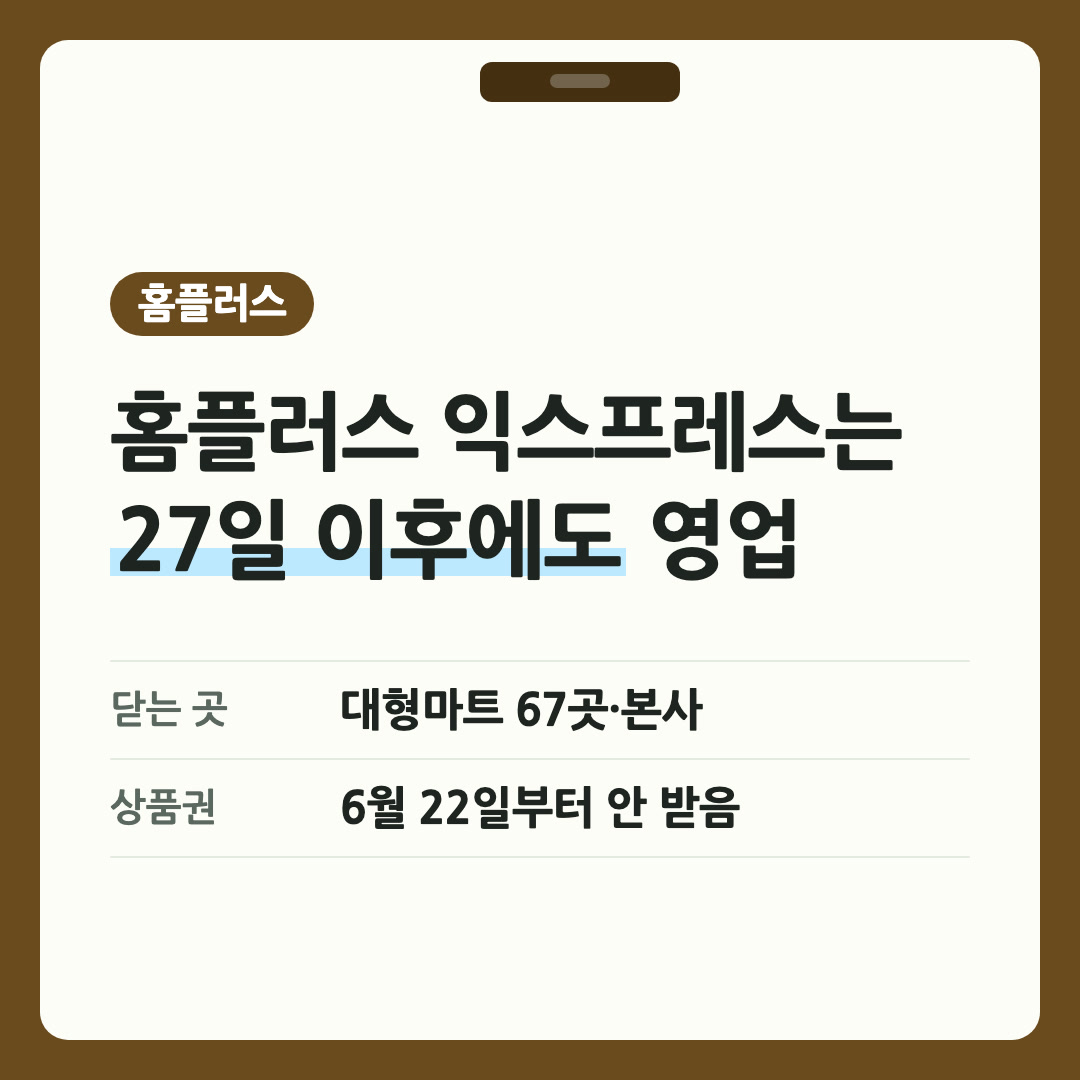 홈플러스
홈플러스 익스프레스는
27일 이후에도 영업
닫는 곳 대형마트 67곳·본사
상품권 6월 22일부터 안 받음